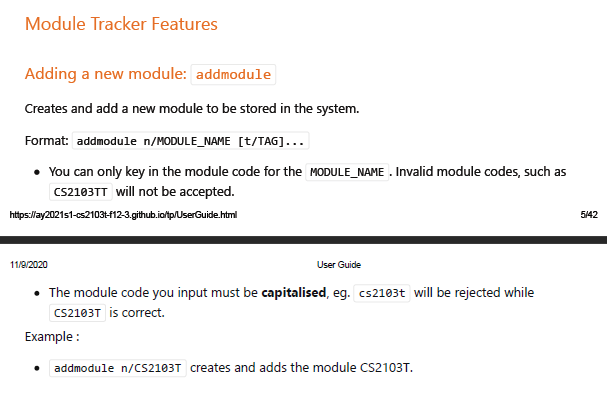 Module Tracker Features
Adding a new module: addmodule
Creates and add a new module to be stored in the system.
Format: addmodule n/MODULE_NAME [t/TAG]...
• You can only key in the module code for the MODULE_NAME . Invalid module codes, such as
CS2103TT will not be accepted.
https://ay2021s1-cs2103t-f12-3.github.io/tp/UserGuide.html 5/42
11/9/2020 User Guide
• The module code you input must be capitalised, eg. cs2103t will be rejected while
CS2103T is correct.
Example :
• addmodule n/CS2103T creates and adds the module CS2103T.